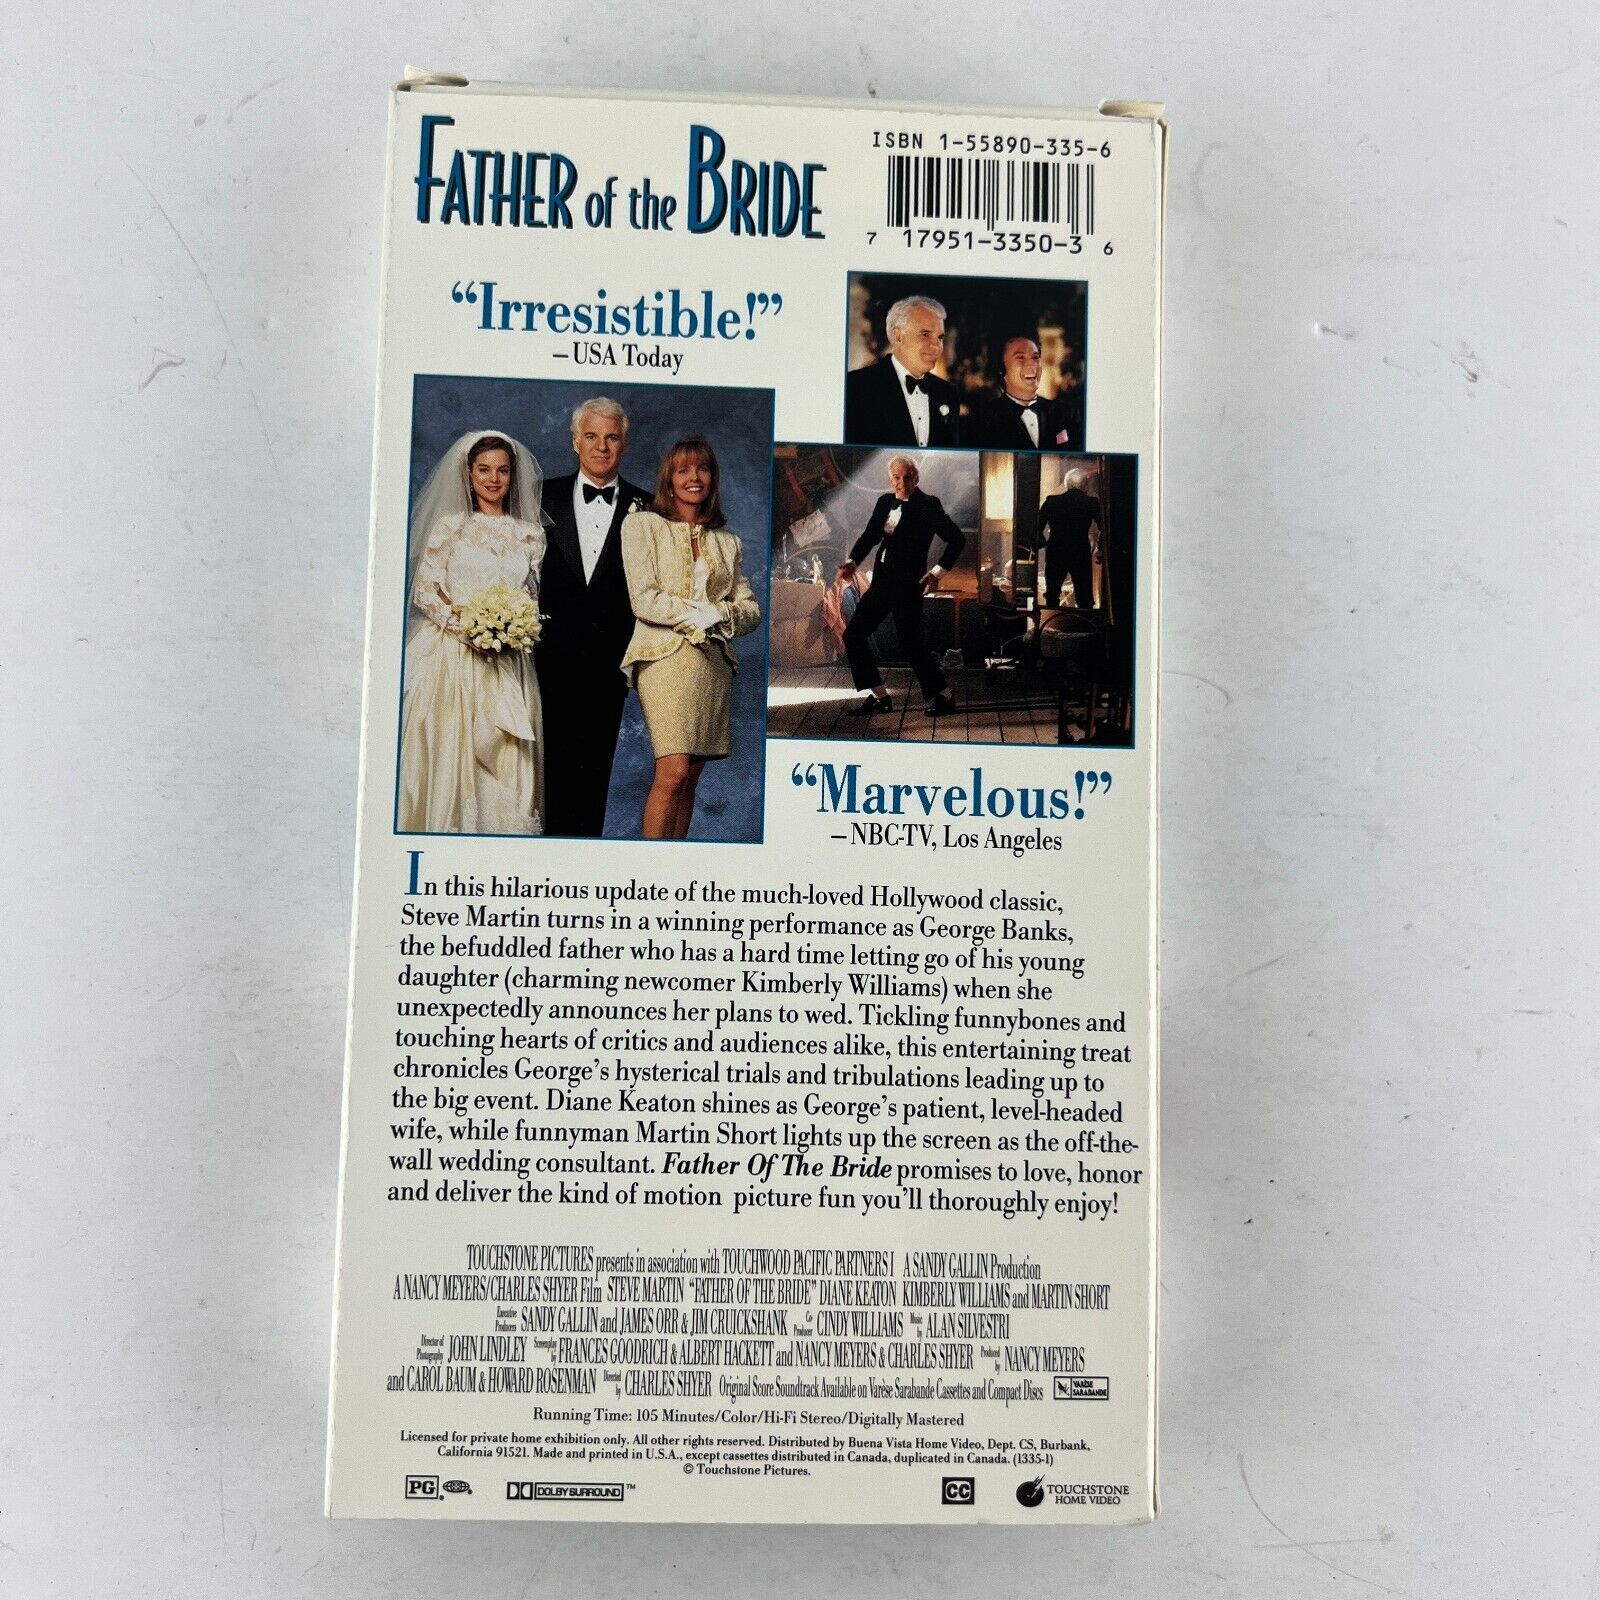 FATHER of the BRIDE
ISBN 1-55890-335-6
7 17951-3350-3 6
“Irresistible!”
–USA Today
“Marvelous!”
–NBC-TV, Los Angeles
In this hilarious update of the much-loved Hollywood classic,
Steve Martin turns in a winning performance as George Banks,
the befuddled father who has a hard time letting go of his young
daughter (charming newcomer Kimberly Williams) when she
unexpectedly announces her plans to wed. Tickling funnybones and
touching hearts of critics and audiences alike, this entertaining treat
chronicles George’s hysterical trials and tribulations leading up to
the big event. Diane Keaton shines as George’s patient, level-headed
wife, while funnyman Martin Short lights up the screen as the off-the-
wall wedding consultant. Father Of The Bride promises to love, honor
and deliver the kind of motion picture fun you’ll thoroughly enjoy!
TOUCHSTONE PICTURES presents in association with TOUCHWOOD PACIFIC PARTNERS I A SANDY GALLIN Production
A NANCY MEYERS/CHARLES SHYER Film STEVE MARTIN “FATHER OF THE BRIDE” DIANE KEATON KIMBERLY WILLIAMS and MARTIN SHORT
Executive Producers SANDY GALLIN and JAMES ORR & JIM CRUICKSHANK Co Producer CINDY WILLIAMS Music by ALAN SILVESTRI
Director of Photography JOHN LINDLEY Screenplay by FRANCES GOODRICH & ALBERT HACKETT and NANCY MEYERS & CHARLES SHYER Produced by NANCY MEYERS
and CAROL BAUM & HOWARD ROSENMAN Directed by CHARLES SHYER Original Score Soundtrack Available on Varèse Sarabande Cassettes and Compact Discs VARÈSE SARABANDE
Running Time: 105 Minutes/Color/Hi-Fi Stereo/Digitally Mastered
Licensed for private home exhibition only. All other rights reserved. Distributed by Buena Vista Home Video, Dept. CS, Burbank,
California 91521. Made and printed in U.S.A., except cassettes distributed in Canada, duplicated in Canada. (1335-1)
© Touchstone Pictures.
PG ® DOLBY SURROUND ™ CC TOUCHSTONE
HOME VIDEO